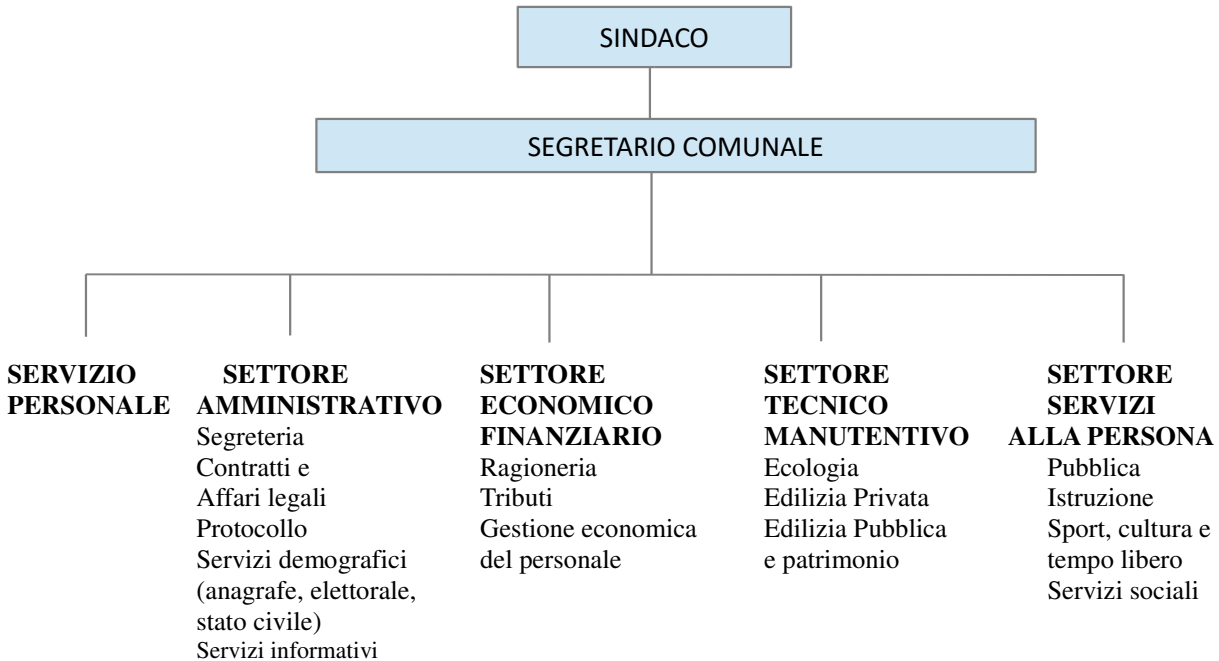 SINDACO
SEGRETARIO COMUNALE
SERVIZIO
PERSONALE
SETTORE
AMMINISTRATIVO
Segreteria
Contratti e
Affari legali
Protocollo
Servizi demografici
(anagrafe, elettorale,
stato civile)
Servizi informativi
SETTORE
ECONOMICO
FINANZIARIO
Ragioneria
Tributi
Gestione economica
del personale
SETTORE
TECNICO
MANUTENTIVO
Ecologia
Edilizia Privata
Edilizia Pubblica
e patrimonio
SETTORE
SERVIZI
ALLA PERSONA
Pubblica
Istruzione
Sport, cultura e
tempo libero
Servizi sociali